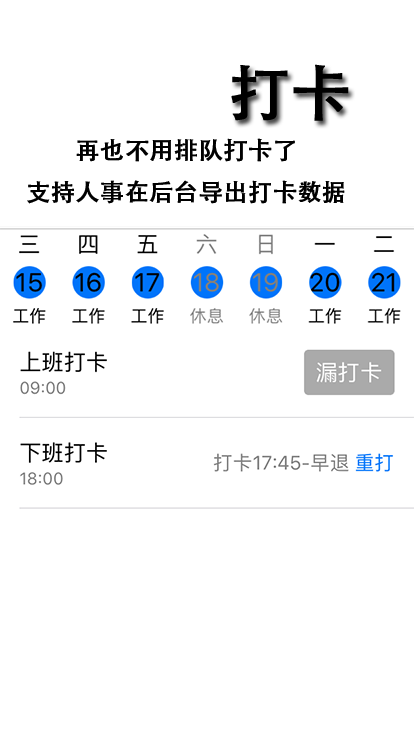 打卡
再也不用排队打卡了
支持人事在后台导出打卡数据
三 四 五 六 日 一 二
15 16 17 18 19 20 21
工作 工作 工作 休息 休息 工作 工作
上班打卡
09:00
漏打卡
下班打卡
18:00
打卡17:45-早退 重打